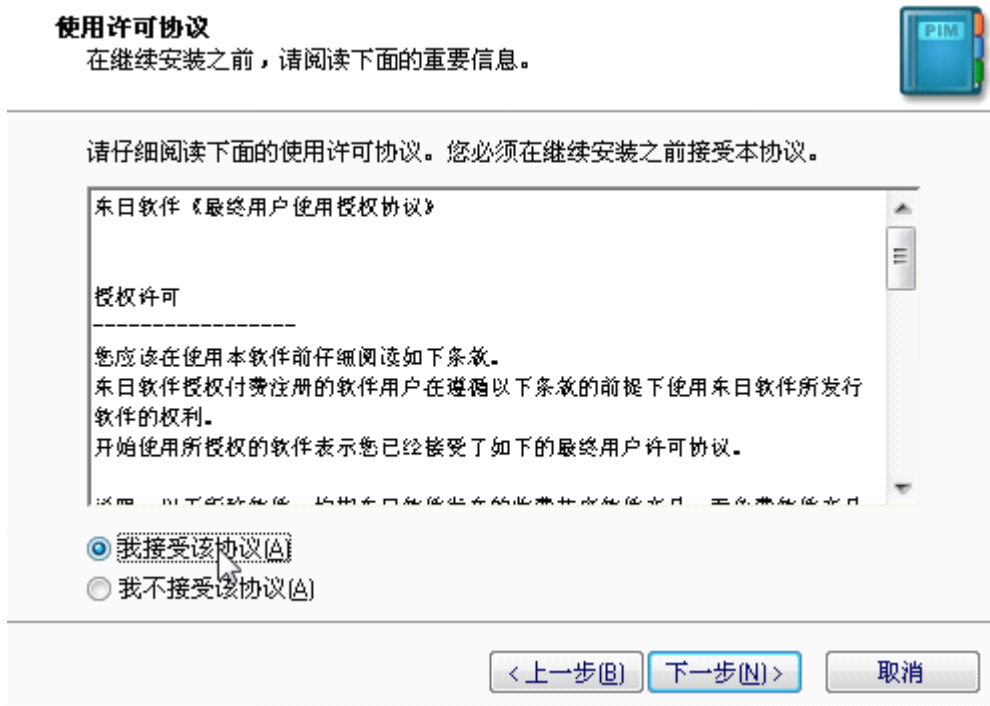 使用许可协议
在继续安装之前，请阅读下面的重要信息。
PIM
请仔细阅读下面的使用许可协议。您必须在继续安装之前接受本协议。
东日软件《最终用户使用授权协议》
授权许可
-----------------
您应该在使用本软件前仔细阅读如下条款。
东日软件授权付费注册的软件用户在遵循以下条款的前提下使用东日软件所发行
软件的权利。
开始使用所授权的软件表示您已经接受了如下的最终用户许可协议。
我接受该协议(A)
我不接受该协议(A)
<上一步(B)
下一步(N)>
取消